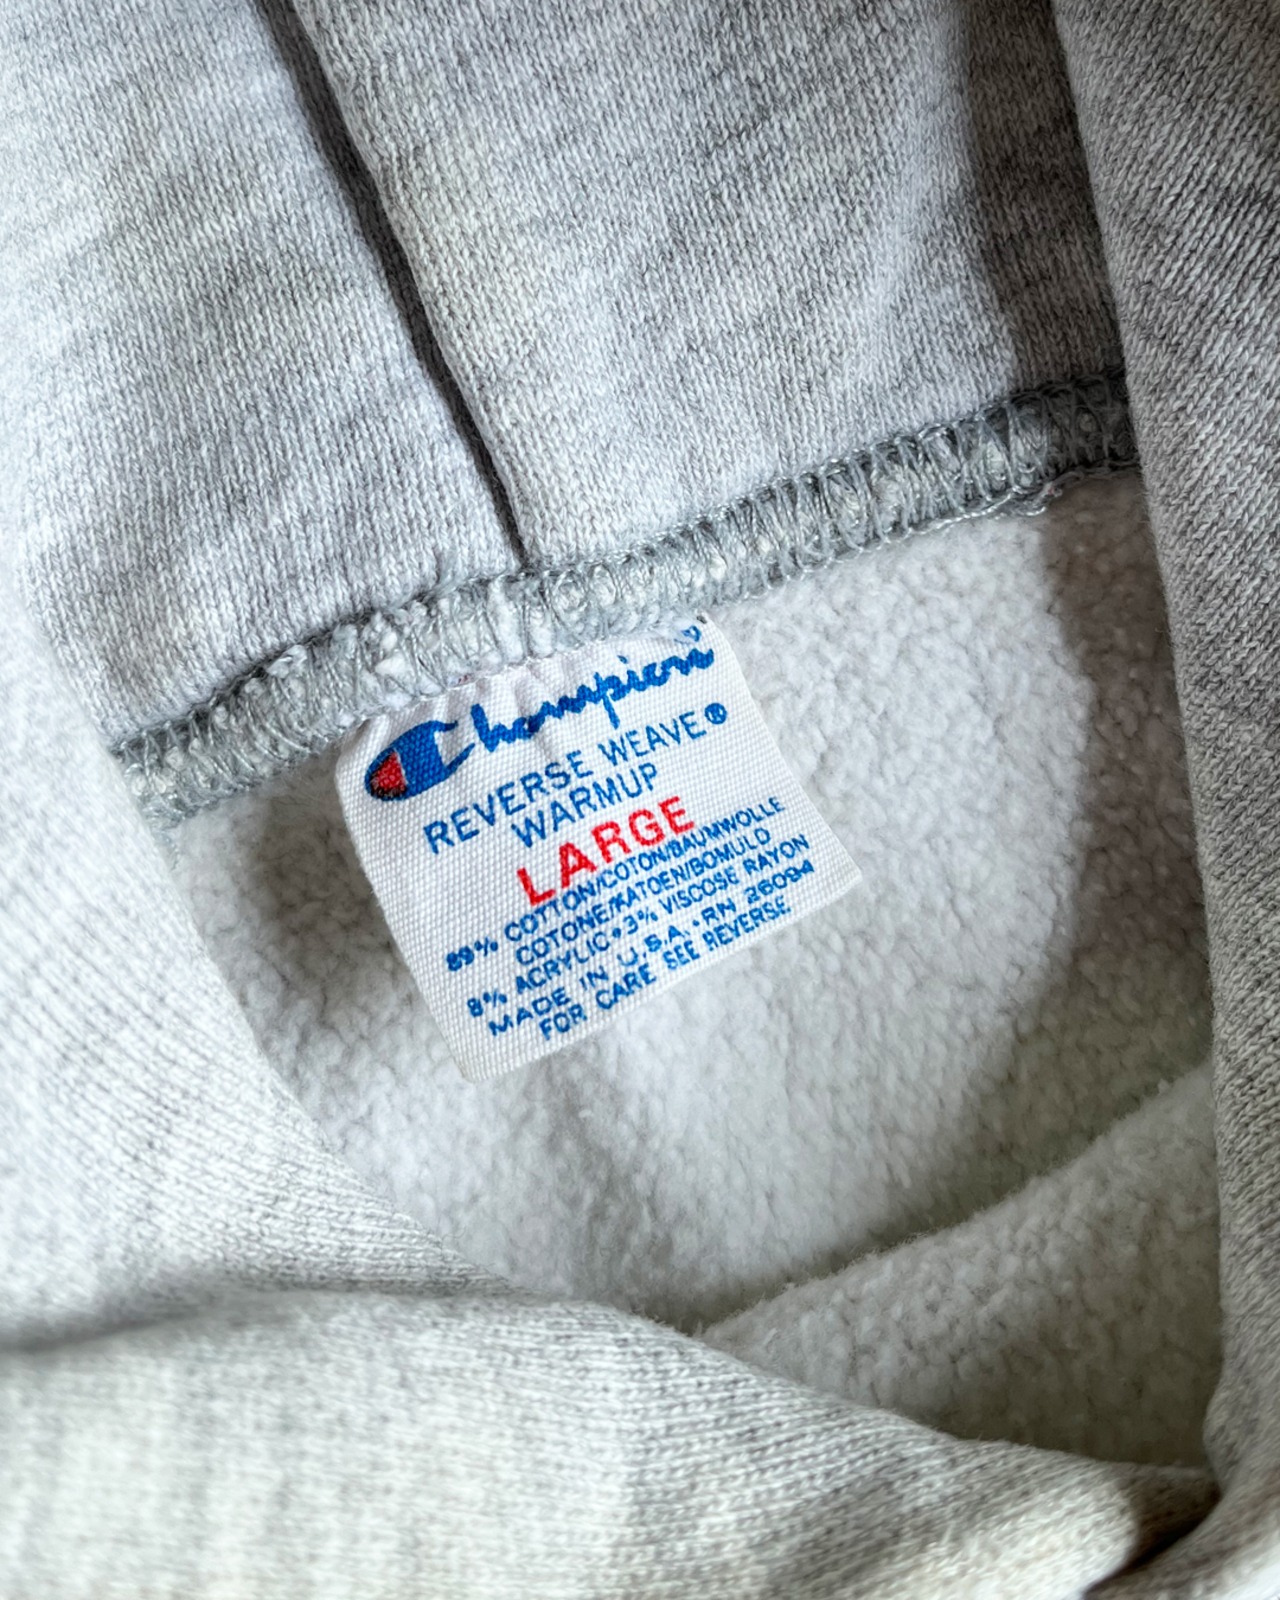 Champion
REVERSE WEAVE®
WARMUP
LARGE
89% COTTON/COTON/BAUMWOLLE
COTONE/KATOEN/BOMULD
8% ACRYLIC•3% VISCOSE RAYON
MADE IN U.S.A.•RN 26094
FOR CARE SEE REVERSE